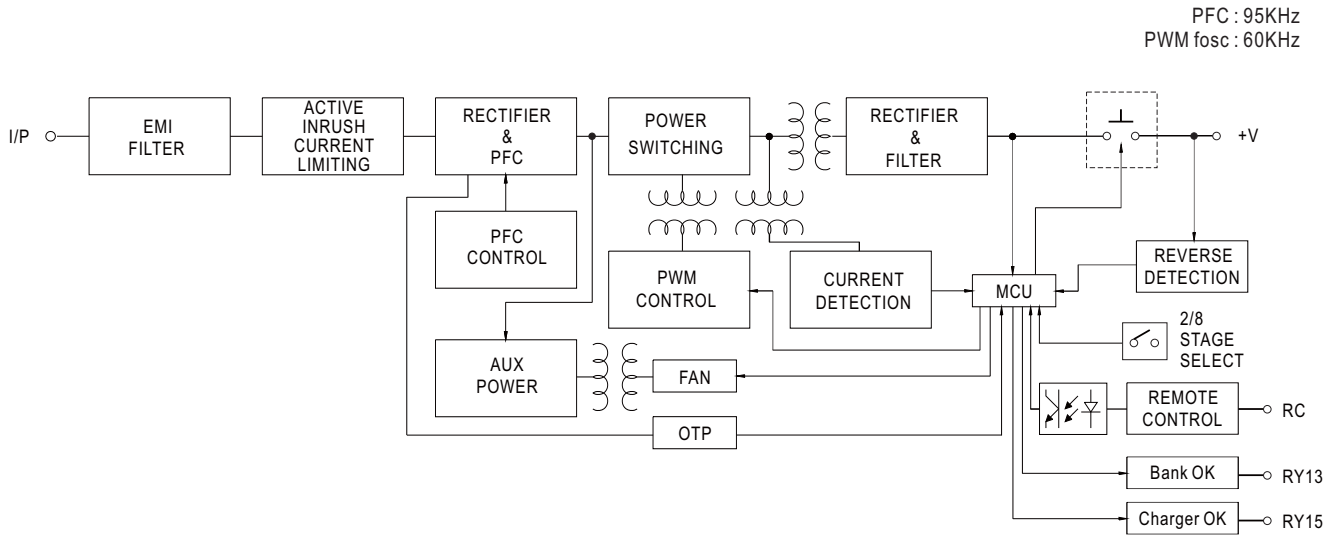 PFC : 95KHz
PWM fosc : 60KHz
I/P
EMI
FILTER
ACTIVE
INRUSH
CURRENT
LIMITING
RECTIFIER
&
PFC
POWER
SWITCHING
RECTIFIER
&
FILTER
+V
PFC
CONTROL
PWM
CONTROL
CURRENT
DETECTION
MCU
REVERSE
DETECTION
2/8
STAGE
SELECT
AUX
POWER
FAN
OTP
REMOTE
CONTROL
RC
Bank OK
RY13
Charger OK
RY15